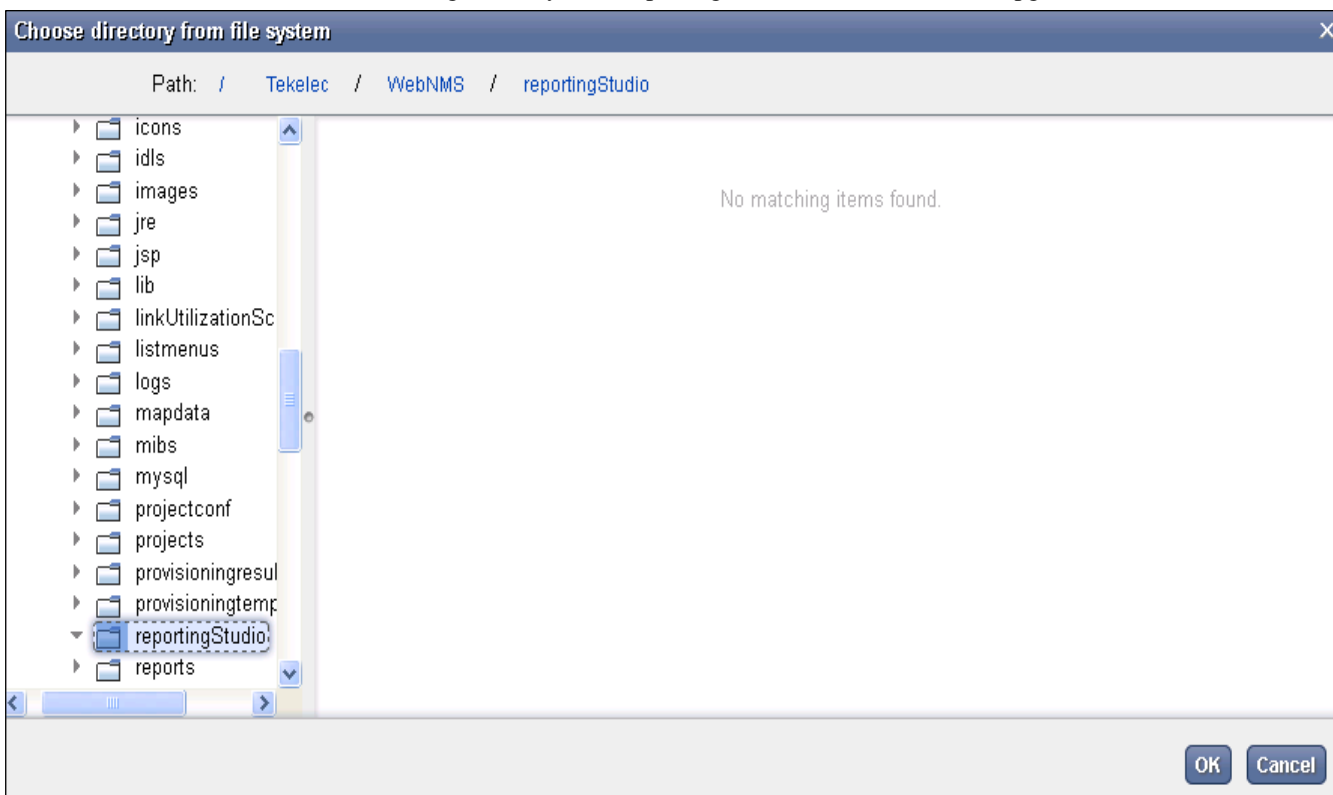 Choose directory from file system
X
Path: / Tekelec / WebNMS / reportingStudio
icons
idls
images
jre
jsp
lib
linkUtilizationSc
listmenus
logs
mapdata
mibs
mysql
projectconf
projects
provisioningresul
provisioningtemp
reportingStudio
reports
No matching items found.
OK Cancel